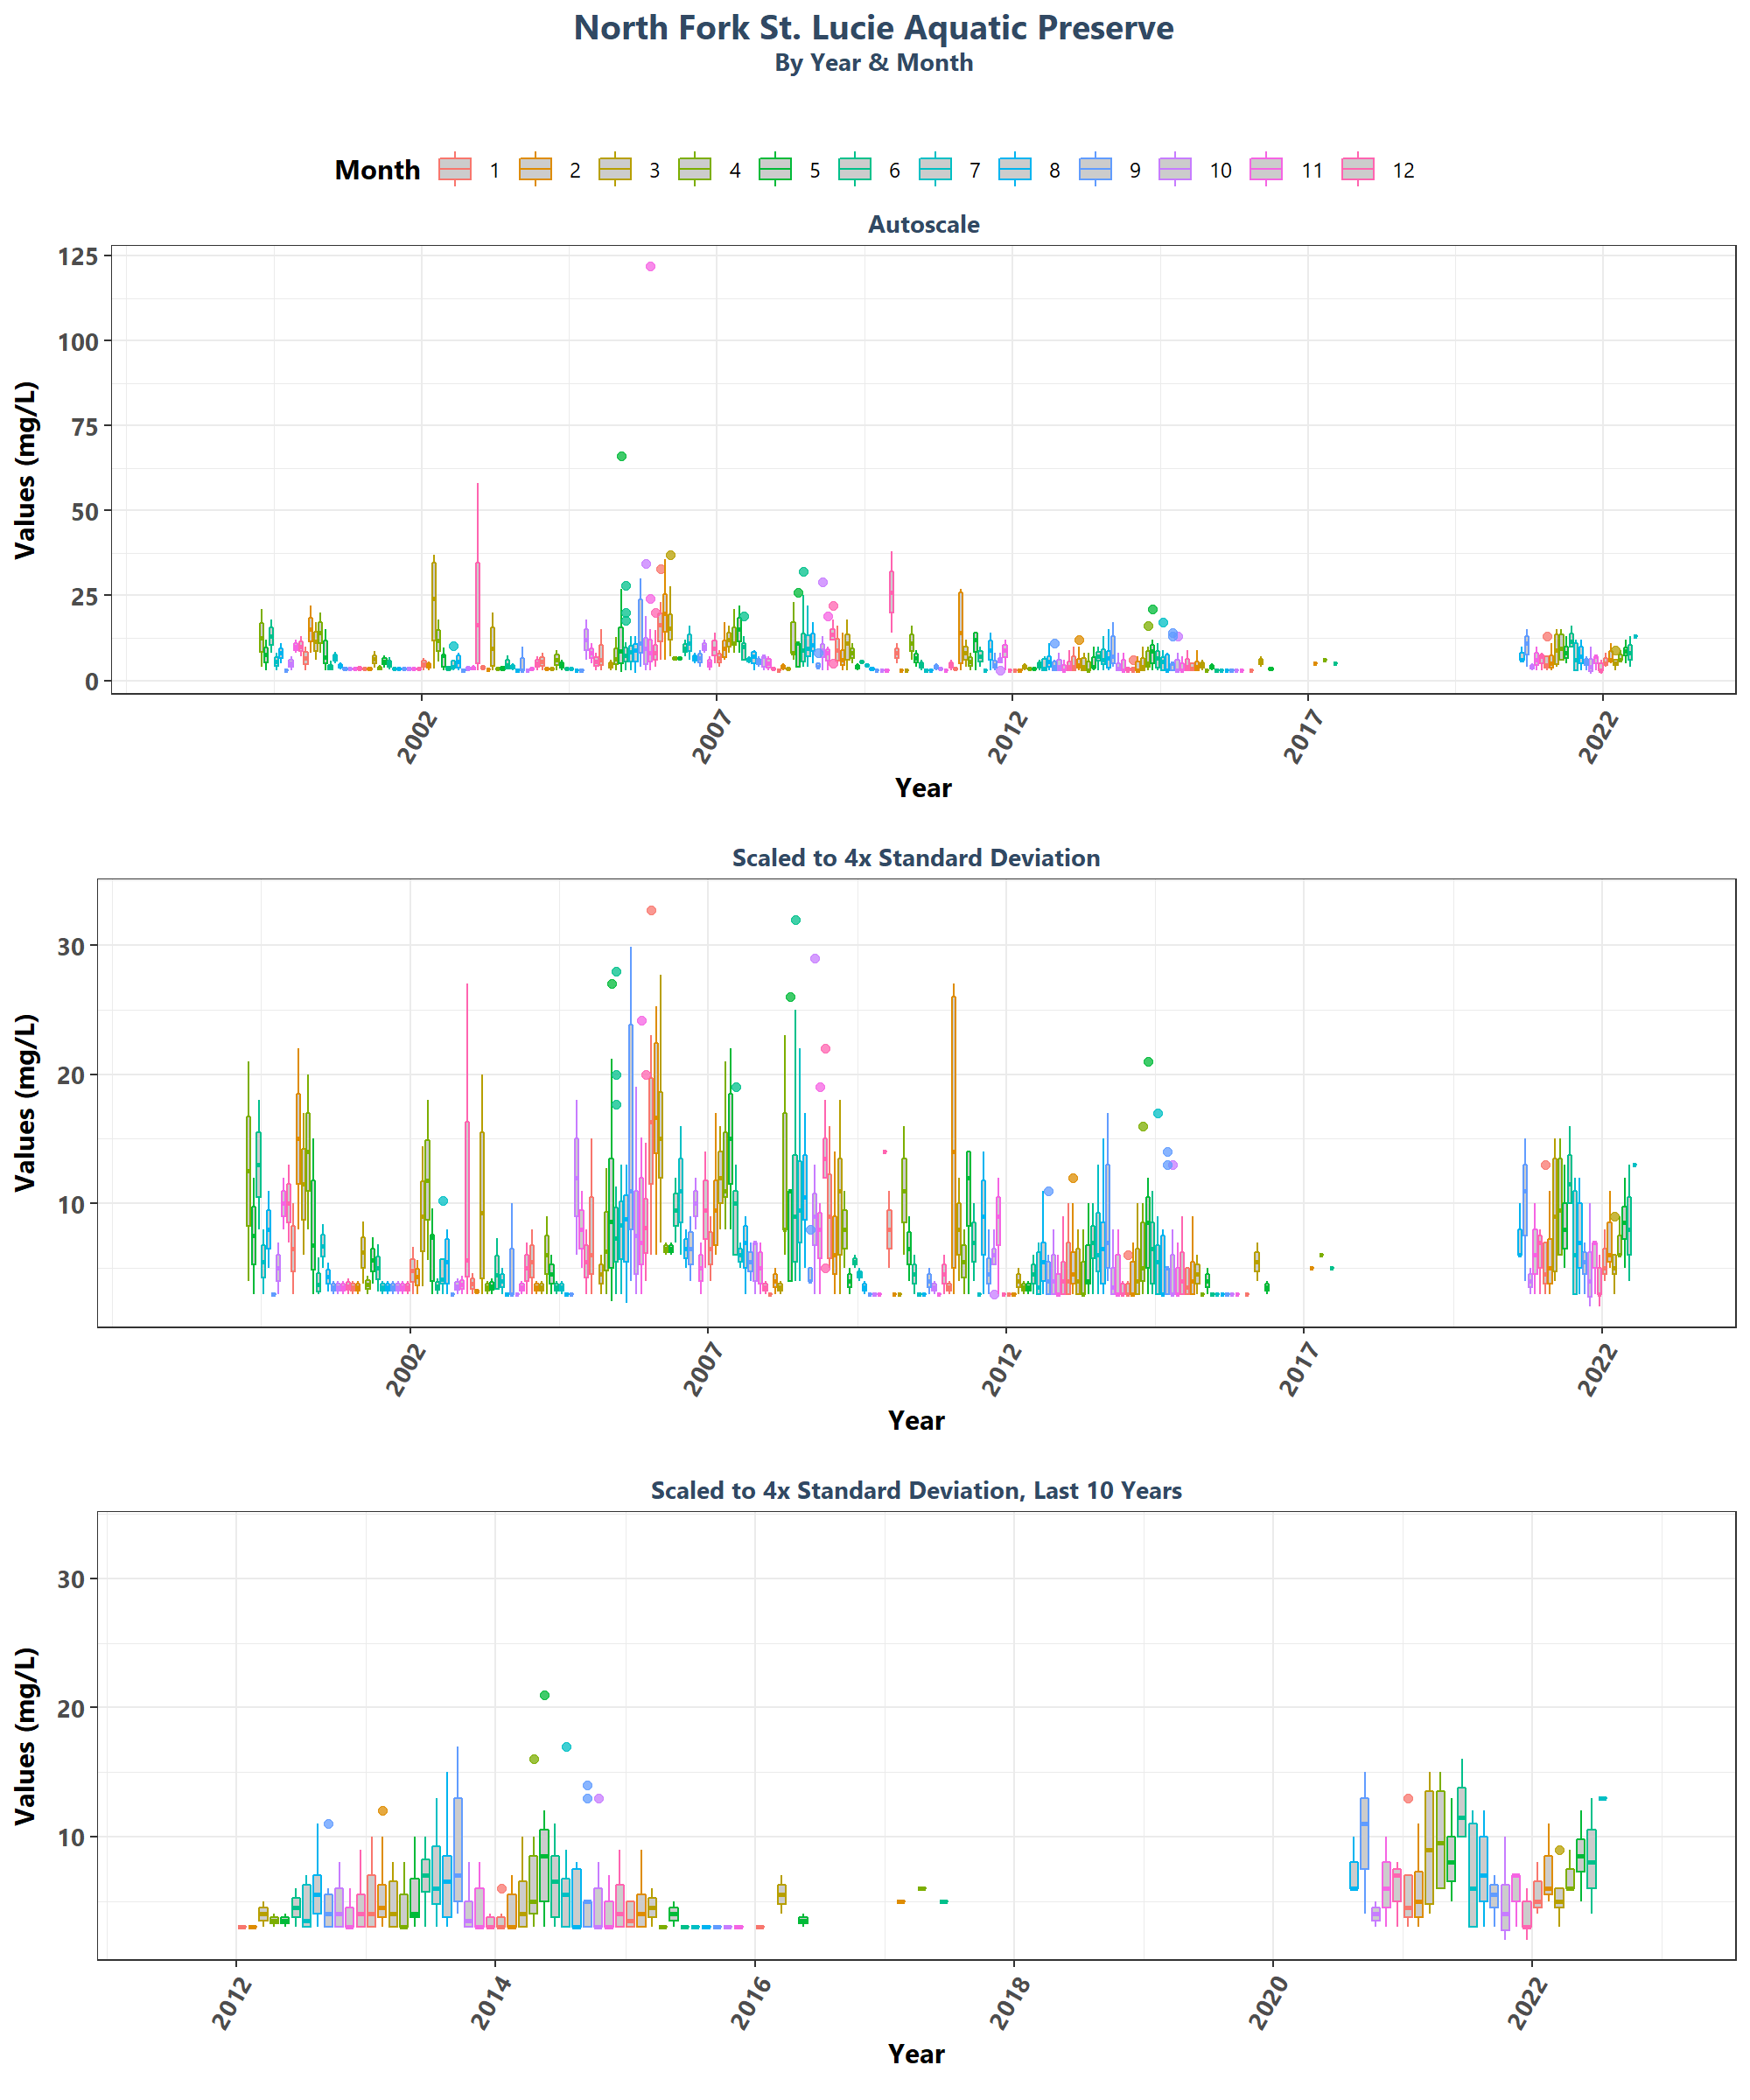 North Fork St. Lucie Aquatic Preserve
By Year & Month
Month 1 2 3 4 5 6 7 8 9 10 11 12
Autoscale
Values (mg/L)
125
100
75
50
25
0
2002 2007 2012 2017 2022
Year
Scaled to 4x Standard Deviation
Values (mg/L)
30
20
10
2002 2007 2012 2017 2022
Year
Scaled to 4x Standard Deviation, Last 10 Years
Values (mg/L)
30
20
10
2012 2014 2016 2018 2020 2022
Year